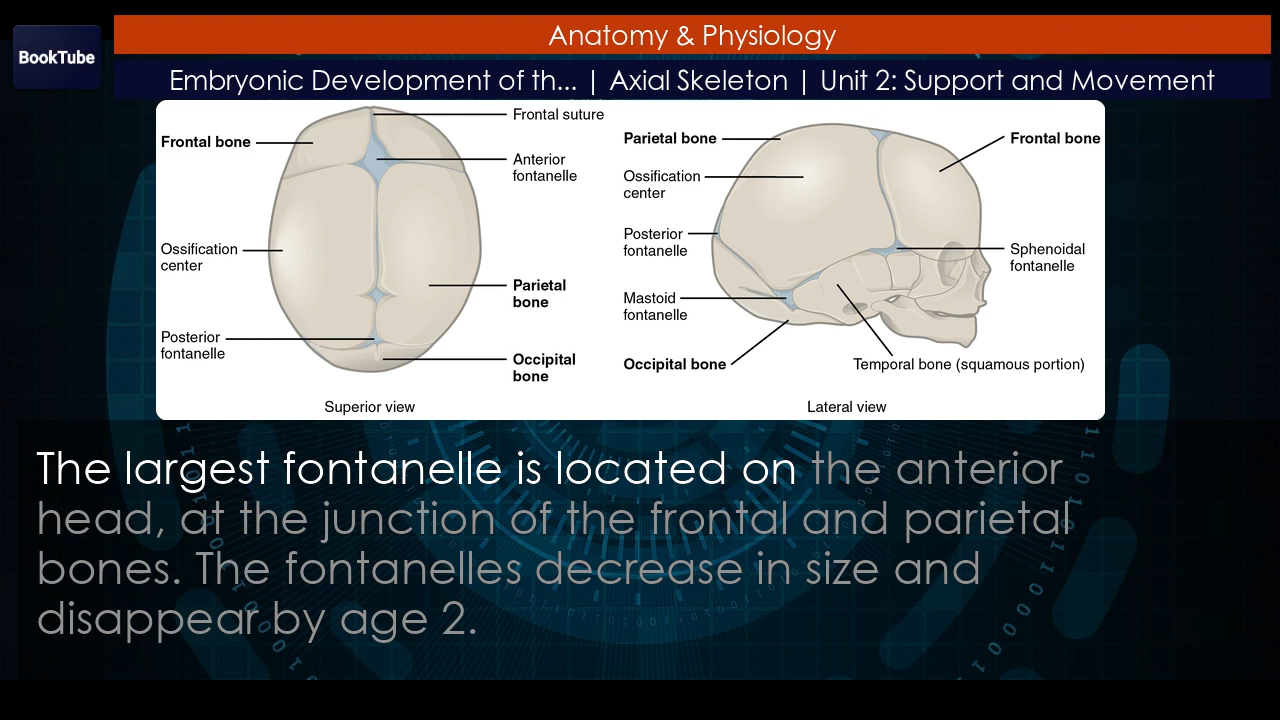 BookTube
Anatomy & Physiology
Embryonic Development of th... | Axial Skeleton | Unit 2: Support and Movement
Frontal bone
Ossification
center
Posterior
fontanelle
Frontal suture
Anterior
fontanelle
Parietal
bone
Occipital
bone
Superior view
Parietal bone
Ossification
center
Posterior
fontanelle
Mastoid
fontanelle
Occipital bone
Frontal bone
Sphenoidal
fontanelle
Temporal bone (squamous portion)
Lateral view
The largest fontanelle is located on the anterior
head, at the junction of the frontal and parietal
bones. The fontanelles decrease in size and
disappear by age 2.